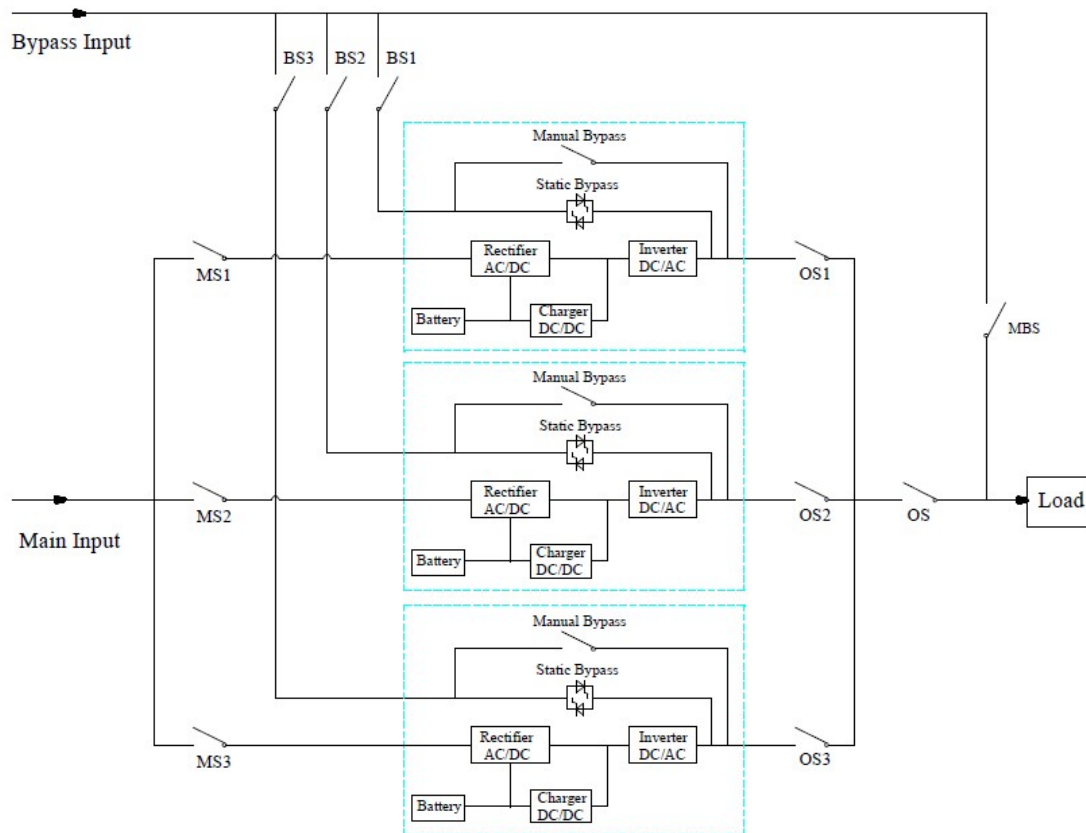 Bypass Input
BS3
BS2
BS1
Manual Bypass
Static Bypass
Rectifier
AC/DC
Inverter
DC/AC
MS1
OS1
Battery
Charger
DC/DC
MBS
Manual Bypass
Static Bypass
Rectifier
AC/DC
Inverter
DC/AC
MS2
OS2
OS
Load
Main Input
Battery
Charger
DC/DC
Manual Bypass
Static Bypass
Rectifier
AC/DC
Inverter
DC/AC
MS3
OS3
Battery
Charger
DC/DC